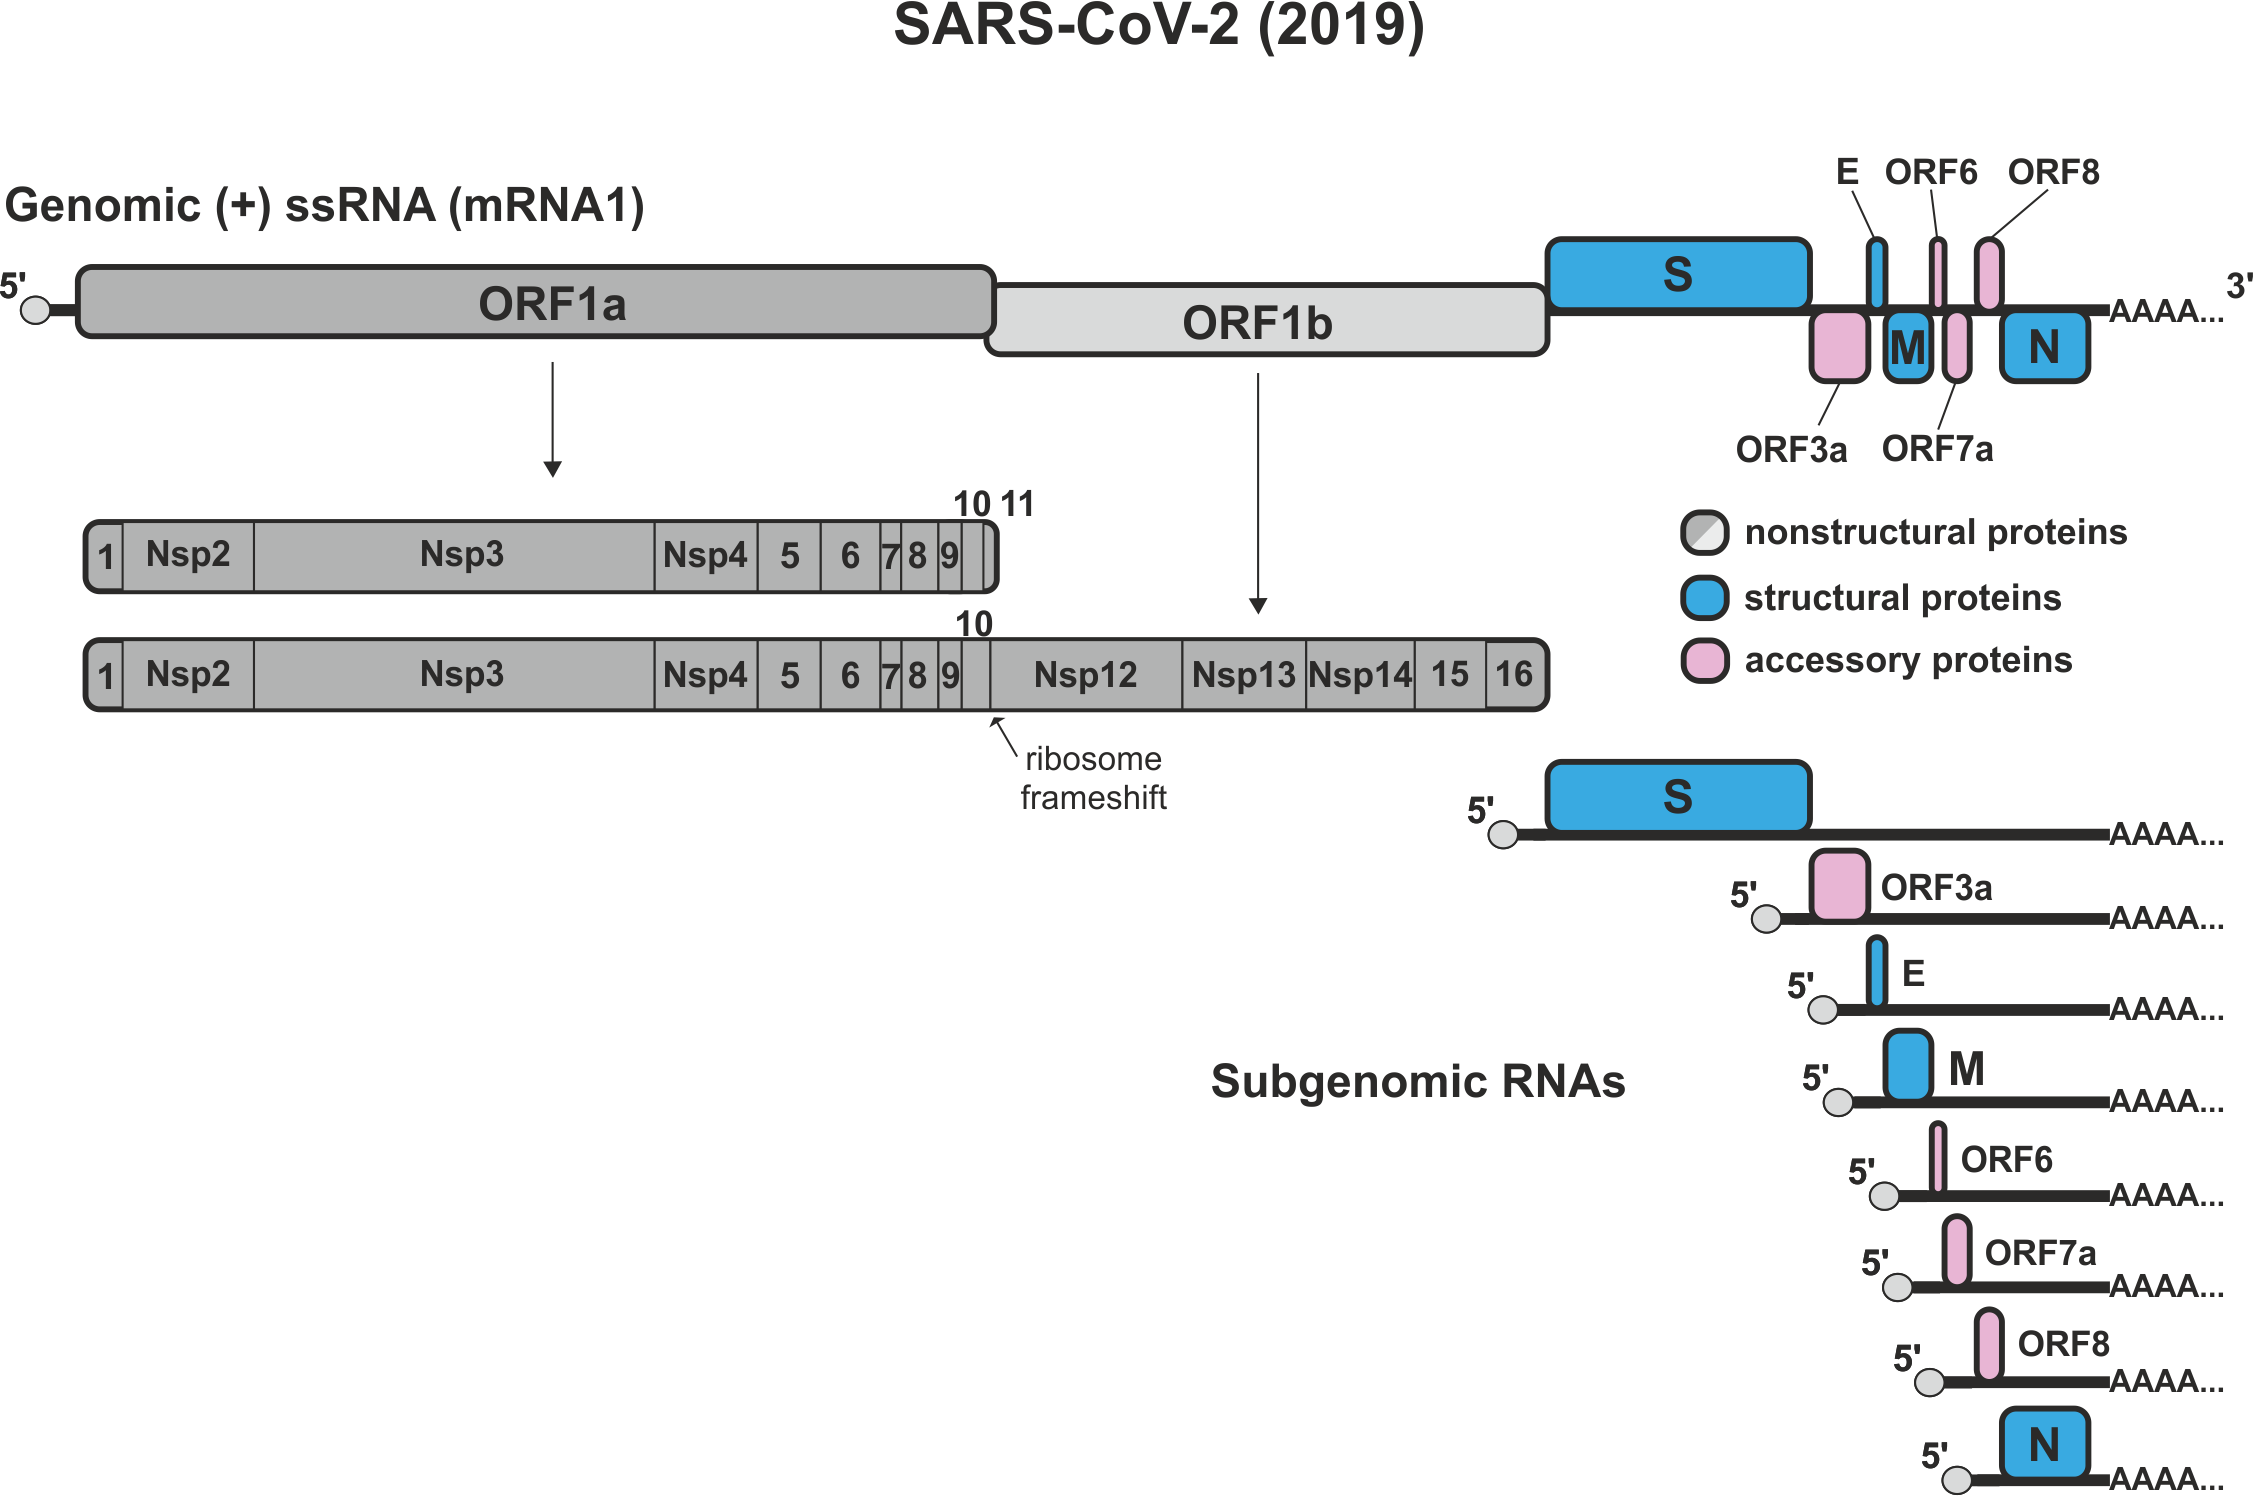 SARS-CoV-2 (2019)
Genomic (+) ssRNA (mRNA1)
E ORF6 ORF8
5' ORF1a ORF1b S AAAA... 3'
M N
ORF3a ORF7a
10 11
1 Nsp2 Nsp3 Nsp4 5 6 7 8 9
10
1 Nsp2 Nsp3 Nsp4 5 6 7 8 9 Nsp12 Nsp13 Nsp14 15 16
ribosome
frameshift
nonstructural proteins
structural proteins
accessory proteins
5' S AAAA...
5' ORF3a AAAA...
5' E AAAA...
Subgenomic RNAs
5' M AAAA...
5' ORF6 AAAA...
5' ORF7a AAAA...
5' ORF8 AAAA...
5' N AAAA...